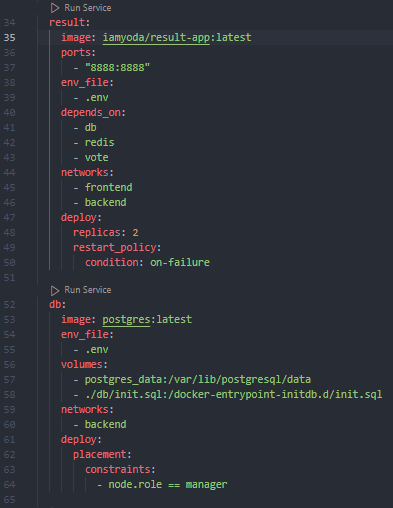 Run Service
34 result:
35 image: iamyoda/result-app:latest
36 ports:
37 - "8888:8888"
38 env_file:
39 - .env
40 depends_on:
41 - db
42 - redis
43 - vote
44 networks:
45 - frontend
46 - backend
47 deploy:
48 replicas: 2
49 restart_policy:
50 condition: on-failure
51
Run Service
52 db:
53 image: postgres:latest
54 env_file:
55 - .env
56 volumes:
57 - postgres_data:/var/lib/postgresql/data
58 - ./db/init.sql:/docker-entrypoint-initdb.d/init.sql
59 networks:
60 - backend
61 deploy:
62 placement:
63 constraints:
64 - node.role == manager
65